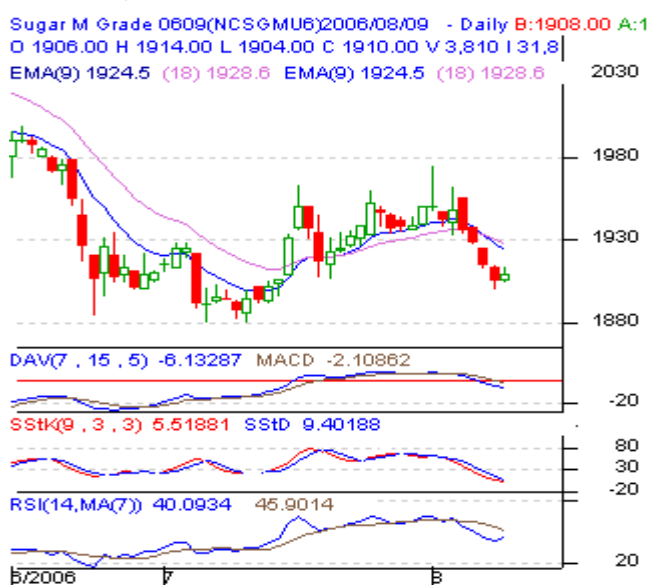 Sugar M Grade 0609(NCSGMU6)2006/08/09 - Daily B:1908.00 A:1
O 1906.00 H 1914.00 L 1904.00 C 1910.00 V 3,810 I 31,8
EMA(9) 1924.5 (18) 1928.6 EMA(9) 1924.5 (18) 1928.6
2030
1980
1930
1880
DAV(7 , 15 , 5) -6.13287 MACD -2.10862
-20
SStK(9 , 3 , 3) 5.51881 SStD 9.40188
80
30
-20
RSI(14,MA(7)) 40.0934 45.9014
20
6/2006 7 8